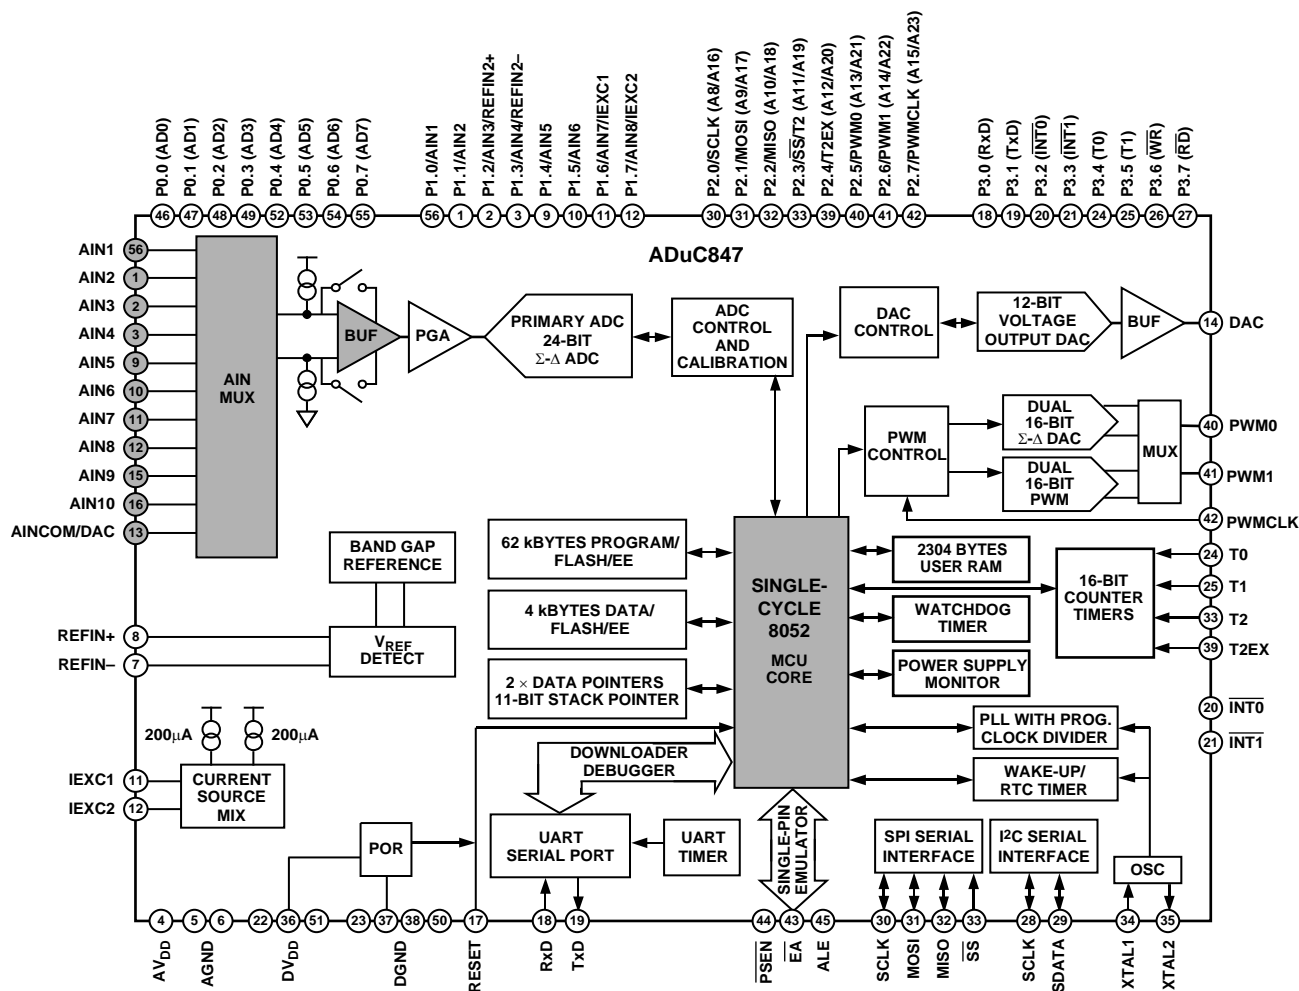 P0.0 (AD0)
P0.1 (AD1)
P0.2 (AD2)
P0.3 (AD3)
P0.4 (AD4)
P0.5 (AD5)
P0.6 (AD6)
P0.7 (AD7)
P1.0/AIN1
P1.1/AIN2
P1.2/AIN3/REFIN2+
P1.3/AIN4/REFIN2–
P1.4/AIN5
P1.5/AIN6
P1.6/AIN7/IEXC1
P1.7/AIN8/IEXC2
P2.0/SCLK (A8/A16)
P2.1/MOSI (A9/A17)
P2.2/MISO (A10/A18)
P2.3/SS/T2 (A11/A19)
P2.4/T2EX (A12/A20)
P2.5/PWM0 (A13/A21)
P2.6/PWM1 (A14/A22)
P2.7/PWMCLK (A15/A23)
P3.0 (RxD)
P3.1 (TxD)
P3.2 (INT0)
P3.3 (INT1)
P3.4 (T0)
P3.5 (T1)
P3.6 (WR)
P3.7 (RD)
46 47 48 49 52 53 54 55
56 1 2 3 9 10 11 12
30 31 32 33 39 40 41 42
18 19 20 21 24 25 26 27
ADuC847
AIN1 56
AIN2 1
AIN3 2
AIN4 3
AIN5 9
AIN6 10
AIN7 11
AIN8 12
AIN9 15
AIN10 16
AINCOM/DAC 13
AIN
MUX
BUF
PGA
PRIMARY ADC
24-BIT
Σ-Δ ADC
ADC
CONTROL
AND
CALIBRATION
DAC
CONTROL
12-BIT
VOLTAGE
OUTPUT DAC
BUF
14 DAC
PWM
CONTROL
DUAL
16-BIT
Σ-Δ DAC
DUAL
16-BIT
PWM
MUX
40 PWM0
41 PWM1
42 PWMCLK
BAND GAP
REFERENCE
VREF
DETECT
REFIN+ 8
REFIN– 7
62 kBYTES PROGRAM/
FLASH/EE
4 kBYTES DATA/
FLASH/EE
2 × DATA POINTERS
11-BIT STACK POINTER
SINGLE-
CYCLE
8052
MCU
CORE
2304 BYTES
USER RAM
WATCHDOG
TIMER
POWER SUPPLY
MONITOR
16-BIT
COUNTER
TIMERS
24 T0
25 T1
33 T2
39 T2EX
20 INT0
21 INT1
PLL WITH PROG.
CLOCK DIVIDER
WAKE-UP/
RTC TIMER
200µA 200µA
IEXC1 11
IEXC2 12
CURRENT
SOURCE
MIX
DOWNLOADER
DEBUGGER
POR
UART
SERIAL PORT
UART
TIMER
SINGLE-PIN
EMULATOR
SPI SERIAL
INTERFACE
I2C SERIAL
INTERFACE
OSC
4 5 6 22 36 51 23 37 38 50 17 18 19 44 43 45 30 31 32 33 28 29 34 35
AVDD
AGND
DVDD
DGND
RESET
RxD
TxD
PSEN
EA
ALE
SCLK
MOSI
MISO
SS
SCLK
SDATA
XTAL1
XTAL2